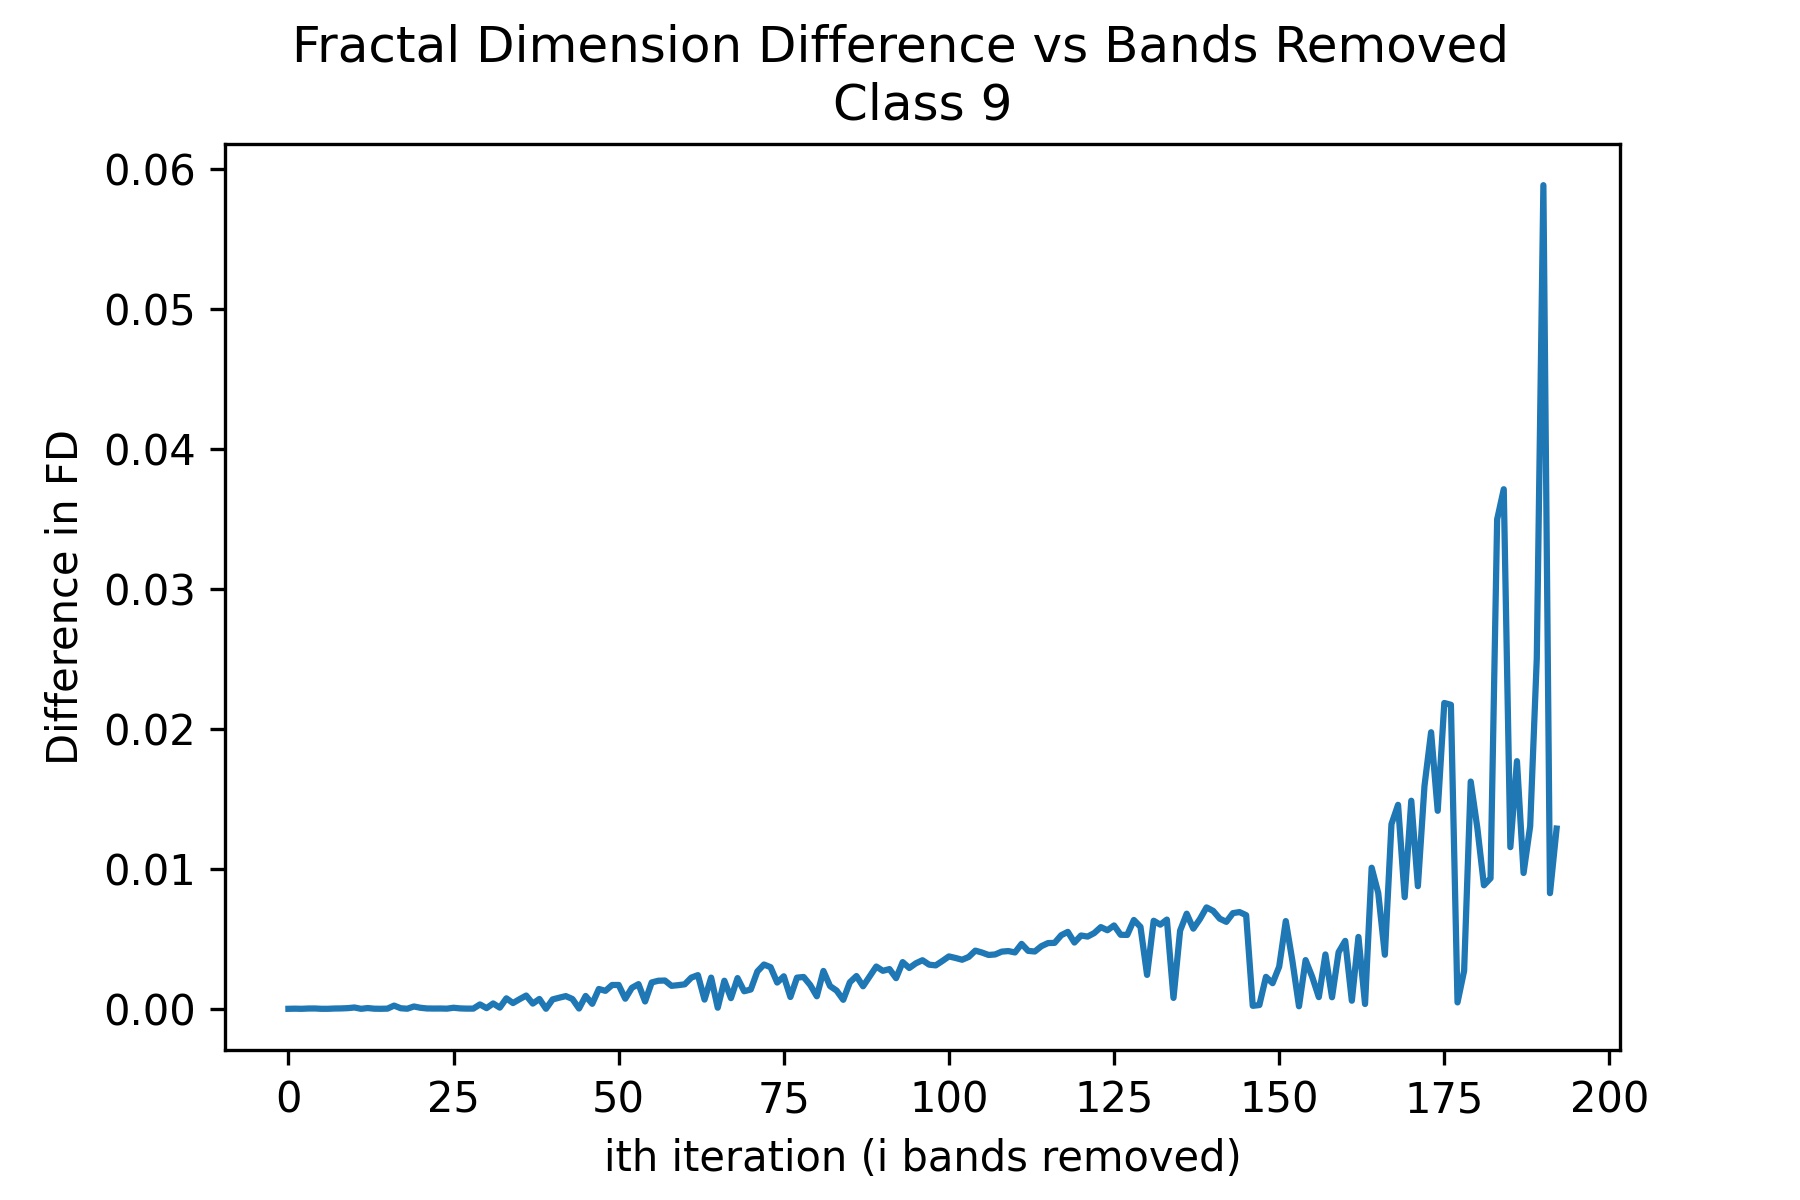 Fractal Dimension Difference vs Bands Removed
Class 9
0.06
0.05
0.04
0.03
0.02
0.01
0.00
Difference in FD
0 25 50 75 100 125 150 175 200
ith iteration (i bands removed)